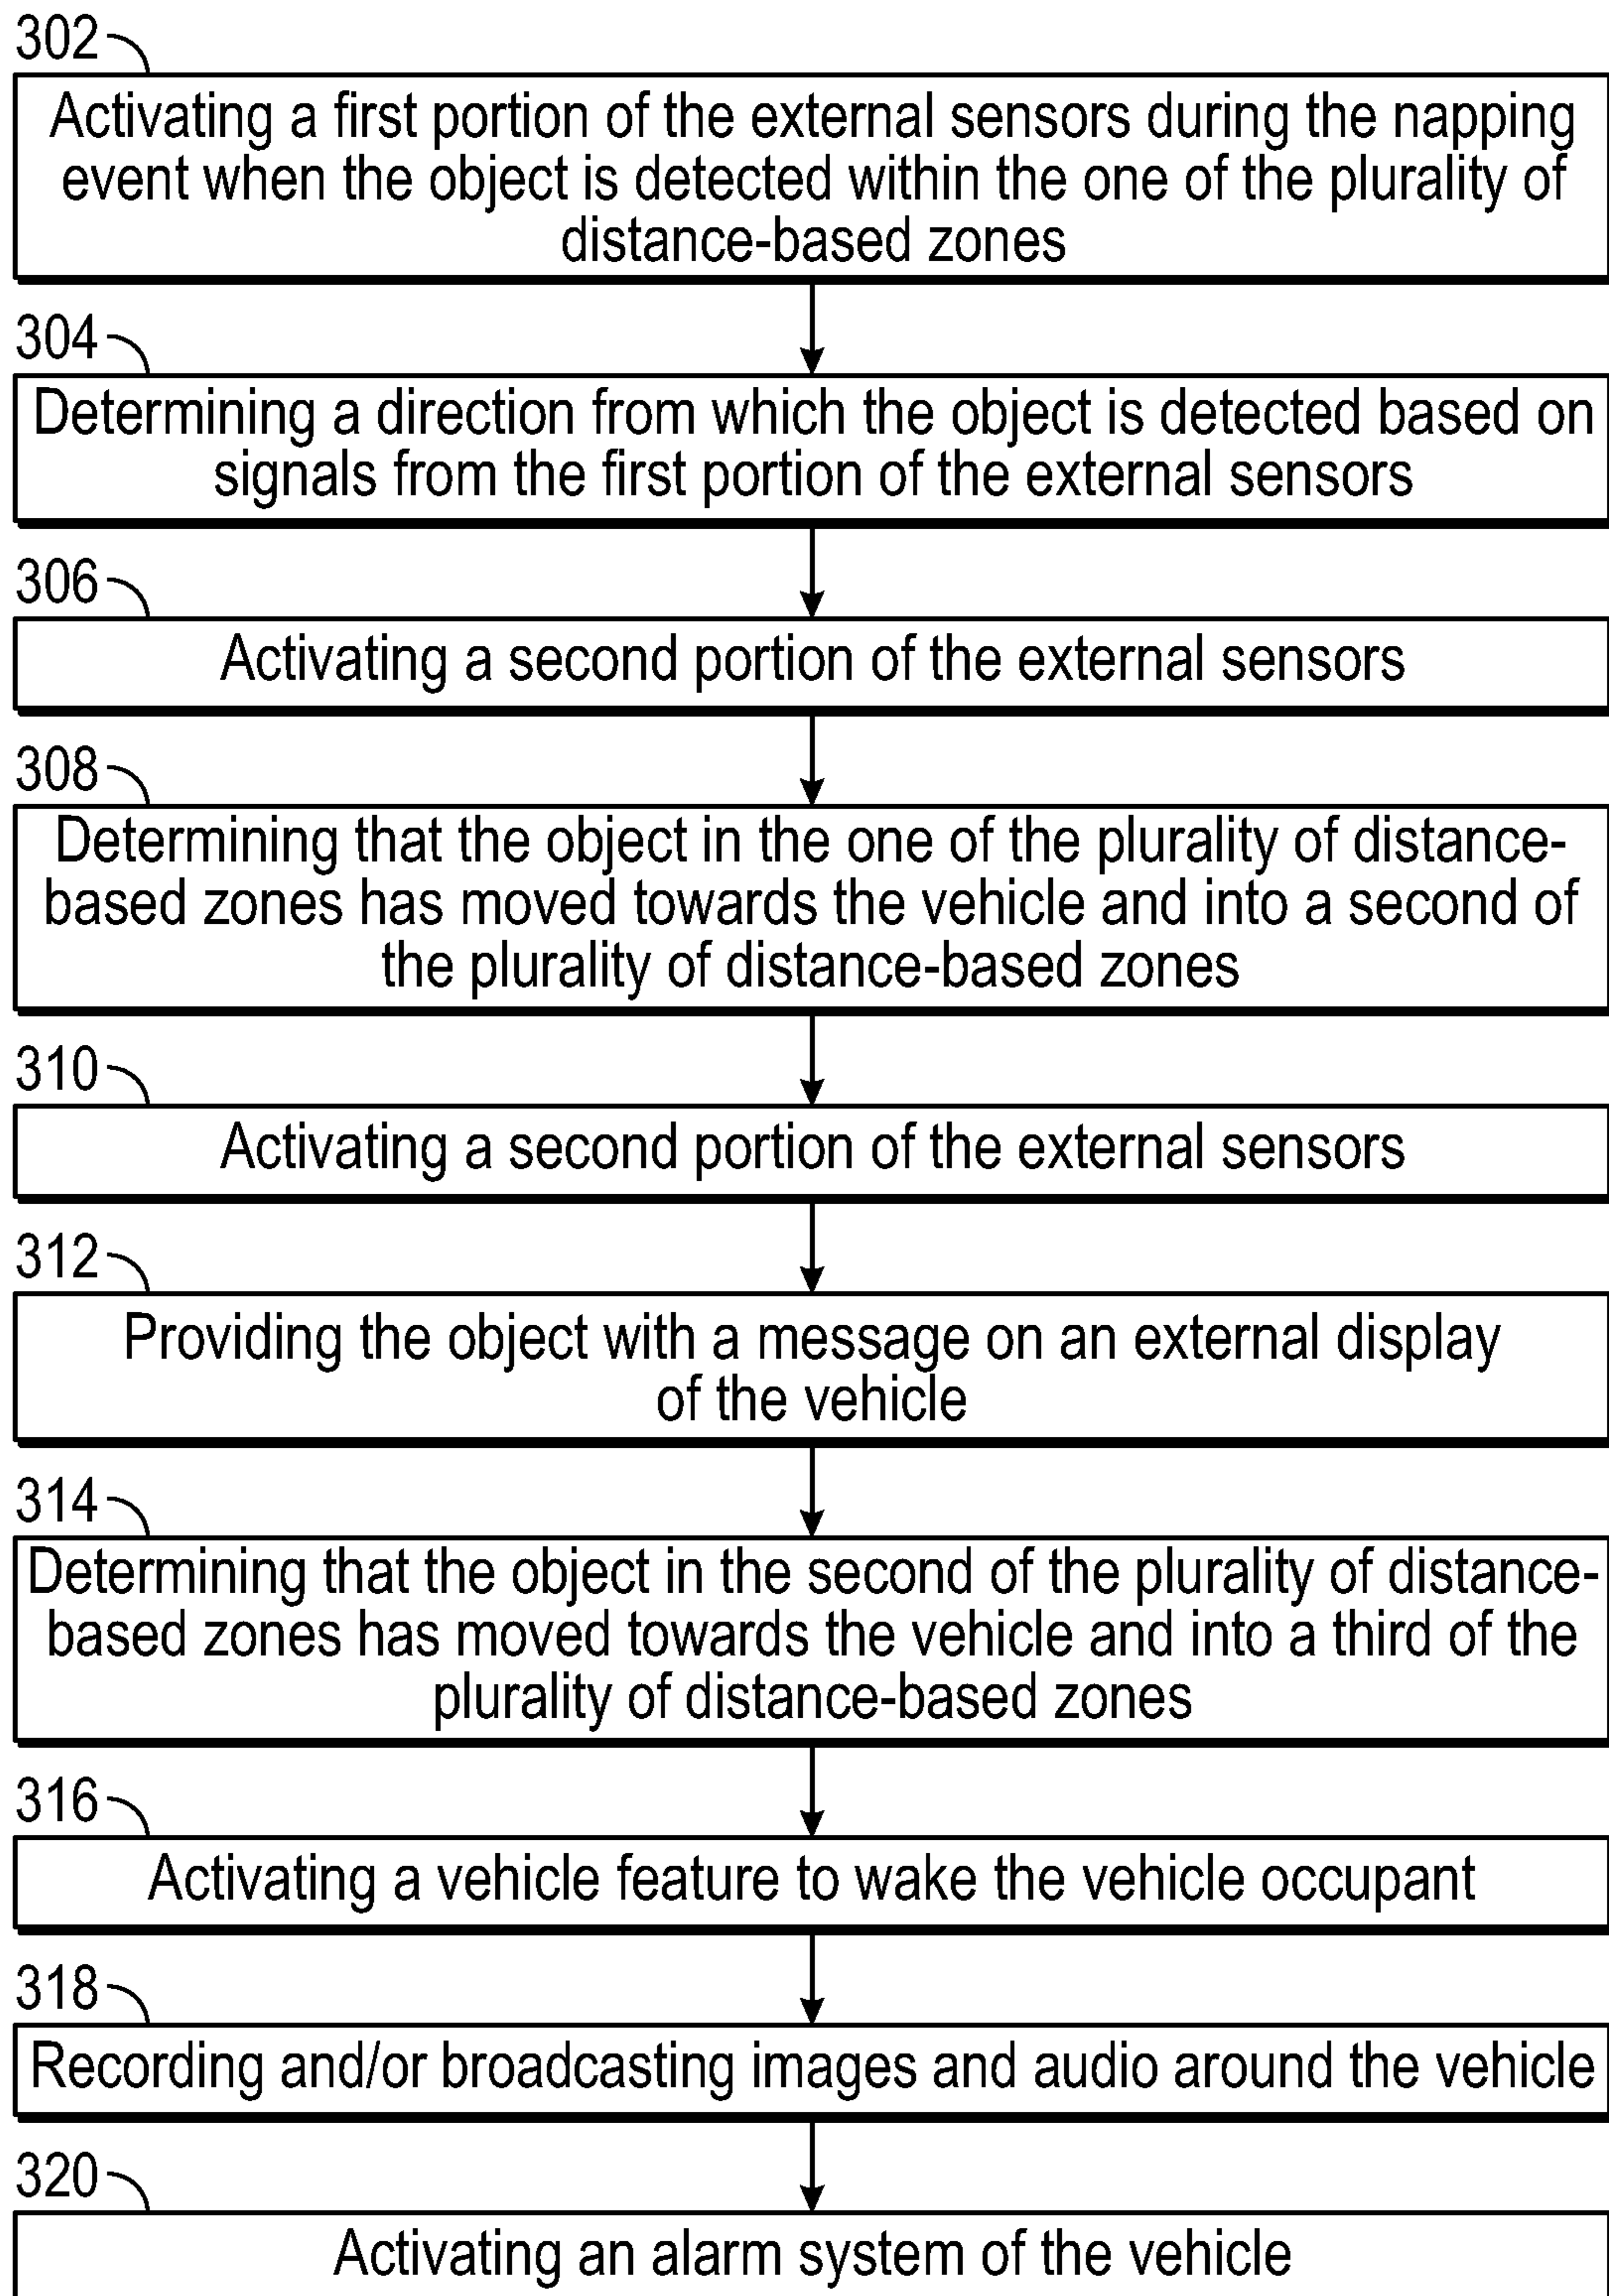 302
Activating a first portion of the external sensors during the napping
event when the object is detected within the one of the plurality of
distance-based zones
304
Determining a direction from which the object is detected based on
signals from the first portion of the external sensors
306
Activating a second portion of the external sensors
308
Determining that the object in the one of the plurality of distance-
based zones has moved towards the vehicle and into a second of
the plurality of distance-based zones
310
Activating a second portion of the external sensors
312
Providing the object with a message on an external display
of the vehicle
314
Determining that the object in the second of the plurality of distance-
based zones has moved towards the vehicle and into a third of the
plurality of distance-based zones
316
Activating a vehicle feature to wake the vehicle occupant
318
Recording and/or broadcasting images and audio around the vehicle
320
Activating an alarm system of the vehicle